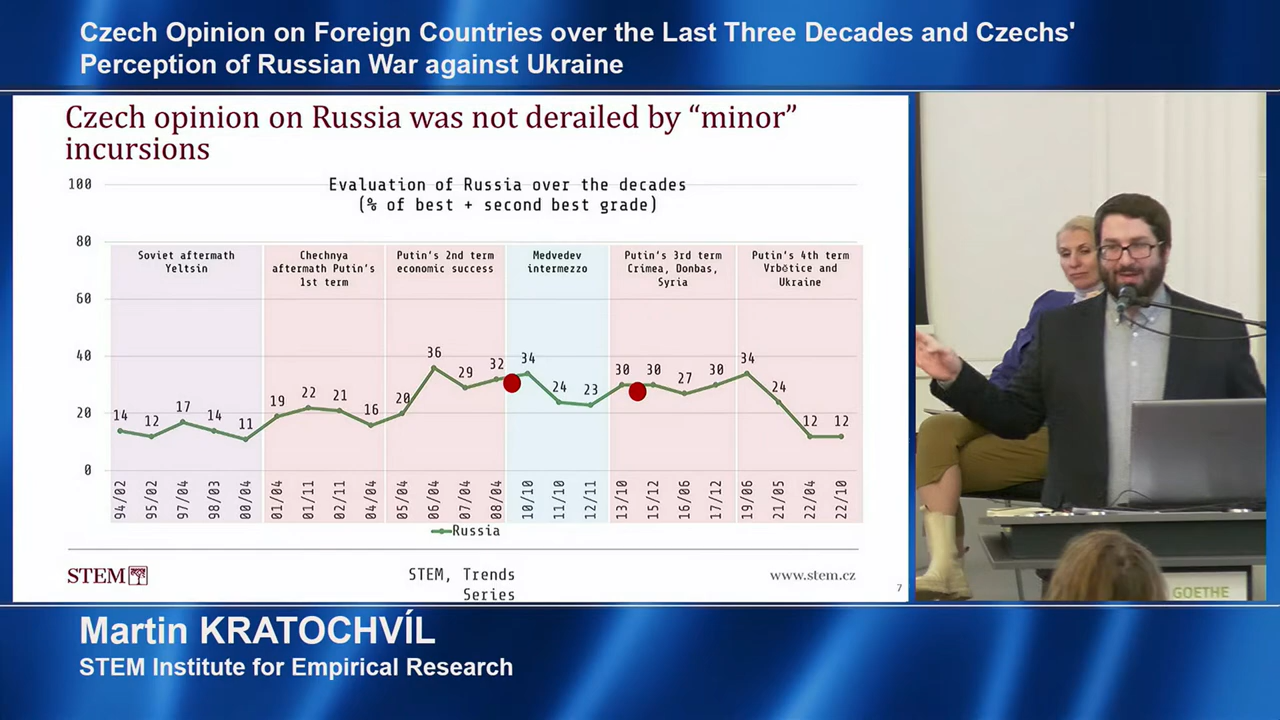 Czech Opinion on Foreign Countries over the Last Three Decades and Czechs'
Perception of Russian War against Ukraine
Czech opinion on Russia was not derailed by “minor”
incursions
Evaluation of Russia over the decades
(% of best + second best grade)
100
80
60
40
20
0
Soviet aftermath
Yeltsin
Chechnya
aftermath Putin’s
1st term
Putin’s 2nd term
economic success
Medvedev
intermezzo
Putin’s 3rd term
Crimea, Donbas,
Syria
Putin’s 4th term
Vrbětice and
Ukraine
14 12 17 14 11 19 22 21 16 20 36 29 32 34 24 23 30 30 27 30 34 24 12 12
94/02 95/02 97/04 98/03 00/04 01/04 01/11 02/11 04/04 05/04 06/04 07/04 08/04 10/10 11/10 12/11 13/10 15/12 16/06 17/12 19/06 21/05 22/04 22/10
Russia
STEM
STEM, Trends
Series
www.stem.cz
7
GOETHE
Martin KRATOCHVÍL
STEM Institute for Empirical Research